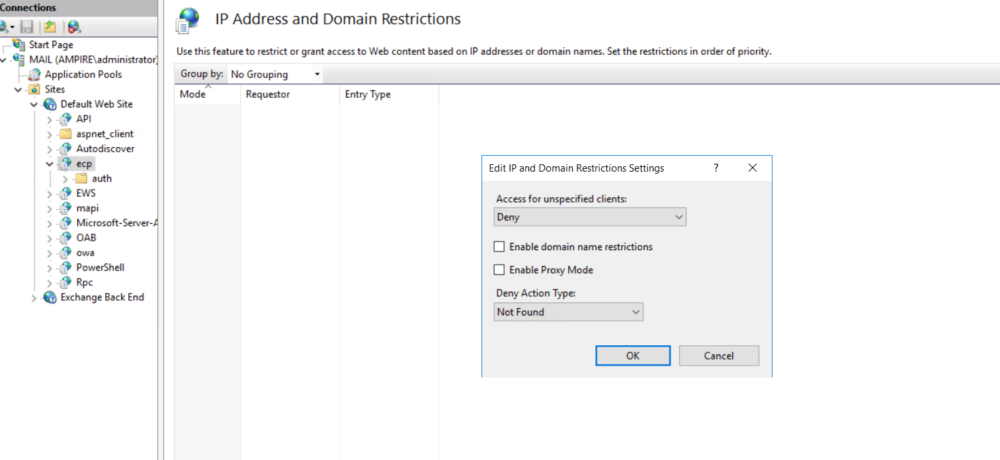 Connections
IP Address and Domain Restrictions
Use this feature to restrict or grant access to Web content based on IP addresses or domain names. Set the restrictions in order of priority.
Group by: No Grouping
Mode Requestor Entry Type
Start Page
MAIL (AMPIRE\administrator)
Application Pools
Sites
Default Web Site
API
aspnet_client
Autodiscover
ecp
auth
EWS
mapi
Microsoft-Server-A
OAB
owa
PowerShell
Rpc
Exchange Back End
Edit IP and Domain Restrictions Settings ?
Access for unspecified clients:
Deny
Enable domain name restrictions
Enable Proxy Mode
Deny Action Type:
Not Found
OK Cancel